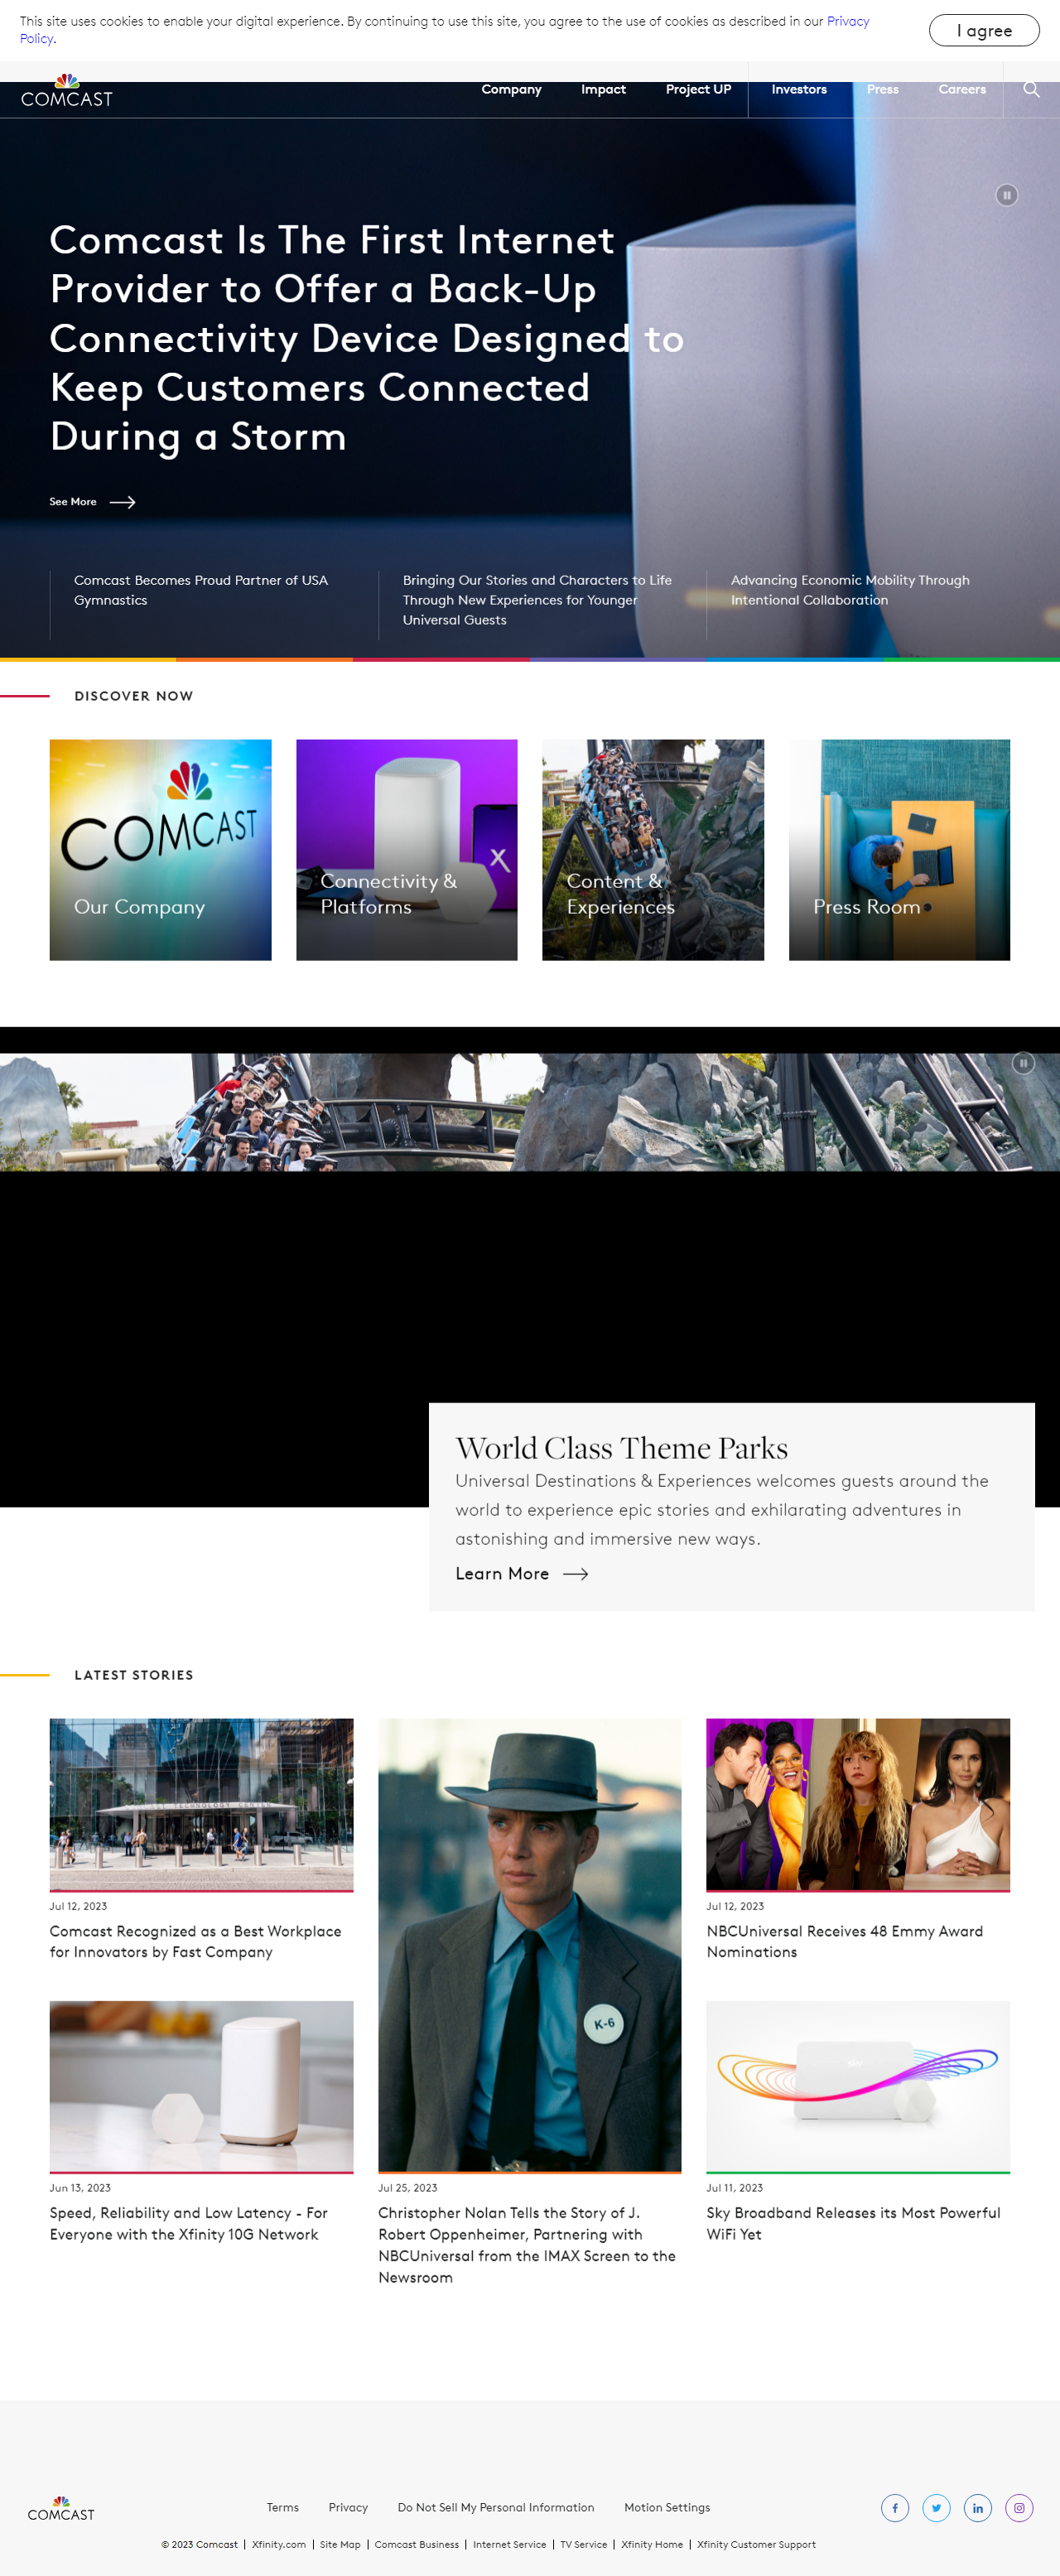 This site uses cookies to enable your digital experience. By continuing to use this site, you agree to the use of cookies as described in our Privacy
Policy.
I agree
COMCAST
Company
Impact
Project UP
Investors
Press
Careers
Comcast Is The First Internet
Provider to Offer a Back-Up
Connectivity Device Designed to
Keep Customers Connected
During a Storm
See More
Comcast Becomes Proud Partner of USA
Gymnastics
Bringing Our Stories and Characters to Life
Through New Experiences for Younger
Universal Guests
Advancing Economic Mobility Through
Intentional Collaboration
DISCOVER NOW
COMCAST
Our Company
Connectivity &
Platforms
Content &
Experiences
Press Room
World Class Theme Parks
Universal Destinations & Experiences welcomes guests around the
world to experience epic stories and exhilarating adventures in
astonishing and immersive new ways.
Learn More
LATEST STORIES
TECHNOLOGY CENTER
Jul 12, 2023
Comcast Recognized as a Best Workplace
for Innovators by Fast Company
Jun 13, 2023
Speed, Reliability and Low Latency - For
Everyone with the Xfinity 10G Network
K-6
Jul 25, 2023
Christopher Nolan Tells the Story of J.
Robert Oppenheimer, Partnering with
NBCUniversal from the IMAX Screen to the
Newsroom
Jul 12, 2023
NBCUniversal Receives 48 Emmy Award
Nominations
sky
Jul 11, 2023
Sky Broadband Releases its Most Powerful
WiFi Yet
COMCAST
Terms
Privacy
Do Not Sell My Personal Information
Motion Settings
© 2023 Comcast | Xfinity.com | Site Map | Comcast Business | Internet Service | TV Service | Xfinity Home | Xfinity Customer Support